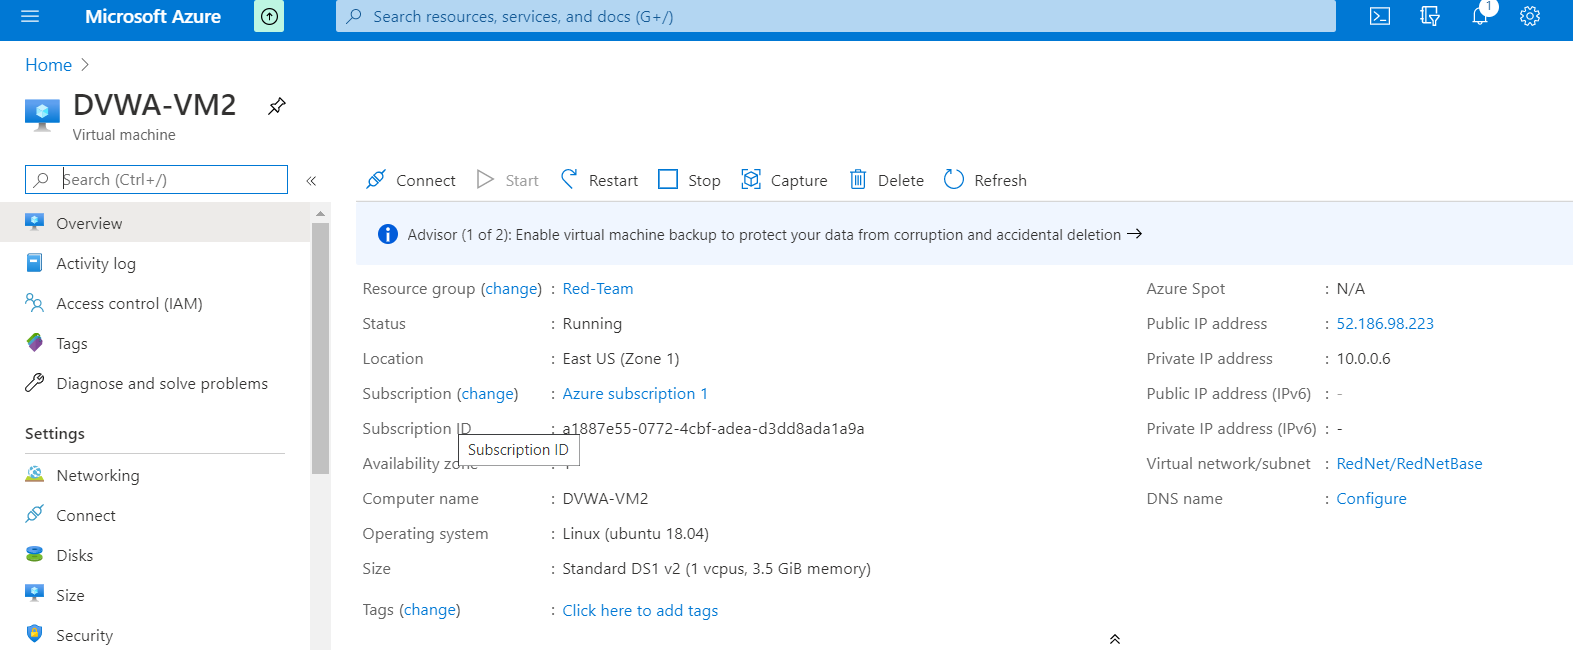 Microsoft Azure
Search resources, services, and docs (G+/)
1
Home >
DVWA-VM2
Virtual machine
Search (Ctrl+/)
«
Connect Start Restart Stop Capture Delete Refresh
Advisor (1 of 2): Enable virtual machine backup to protect your data from corruption and accidental deletion →
Overview
Activity log
Access control (IAM)
Tags
Diagnose and solve problems
Settings
Networking
Connect
Disks
Size
Security
Resource group (change) : Red-Team
Status : Running
Location : East US (Zone 1)
Subscription (change) : Azure subscription 1
Subscription ID : a1887e55-0772-4cbf-adea-d3dd8ada1a9a
Subscription ID
Availability
Computer name : DVWA-VM2
Operating system : Linux (ubuntu 18.04)
Size : Standard DS1 v2 (1 vcpus, 3.5 GiB memory)
Tags (change) : Click here to add tags
Azure Spot : N/A
Public IP address : 52.186.98.223
Private IP address : 10.0.0.6
Public IP address (IPv6) : -
Private IP address (IPv6) : -
Virtual network/subnet : RedNet/RedNetBase
DNS name : Configure